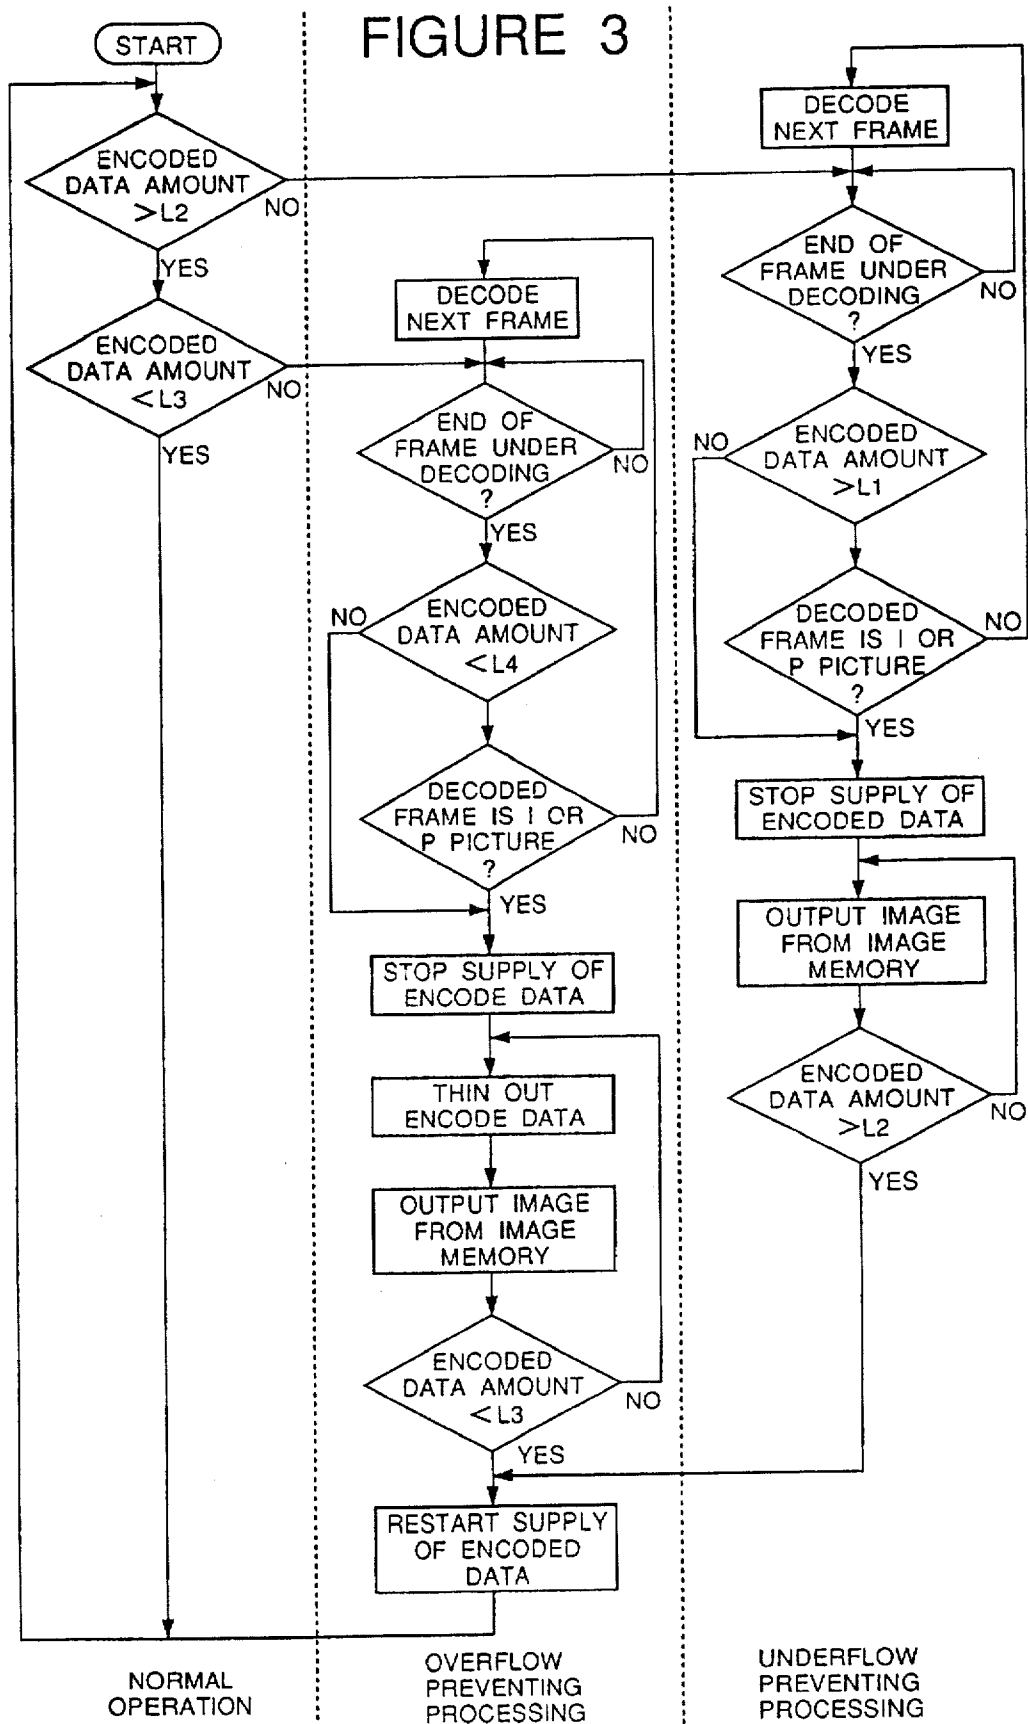 FIGURE 3
START
ENCODED
DATA AMOUNT
>L2
NO
YES
ENCODED
DATA AMOUNT
<L3
NO
YES
NORMAL
OPERATION
DECODE
NEXT FRAME
END OF
FRAME UNDER
DECODING
?
NO
YES
ENCODED
DATA AMOUNT
<L4
NO
DECODED
FRAME IS I OR
P PICTURE
?
NO
YES
STOP SUPPLY OF
ENCODE DATA
THIN OUT
ENCODE DATA
OUTPUT IMAGE
FROM IMAGE
MEMORY
ENCODED
DATA AMOUNT
<L3
NO
YES
RESTART SUPPLY
OF ENCODED
DATA
OVERFLOW
PREVENTING
PROCESSING
DECODE
NEXT FRAME
END OF
FRAME UNDER
DECODING
?
NO
YES
ENCODED
DATA AMOUNT
>L1
NO
DECODED
FRAME IS I OR
P PICTURE
?
NO
YES
STOP SUPPLY OF
ENCODED DATA
OUTPUT IMAGE
FROM IMAGE
MEMORY
ENCODED
DATA AMOUNT
>L2
NO
YES
UNDERFLOW
PREVENTING
PROCESSING